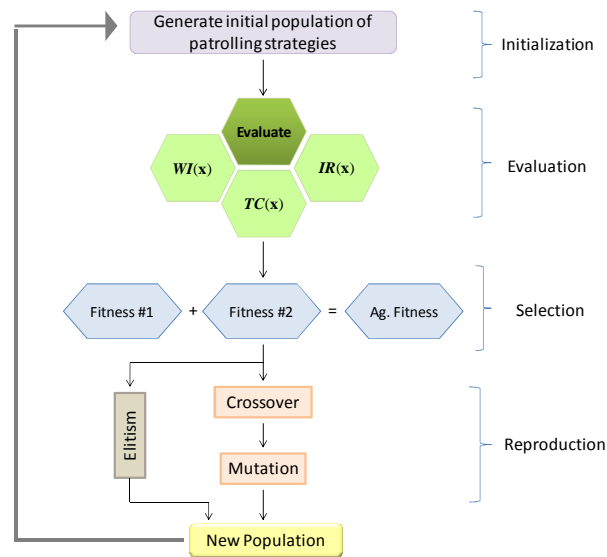 Generate initial population of
patrolling strategies
Initialization
Evaluate
WI(x)
IR(x)
TC(x)
Evaluation
Fitness #1 + Fitness #2 = Ag. Fitness
Selection
Elitism
Crossover
Mutation
Reproduction
New Population